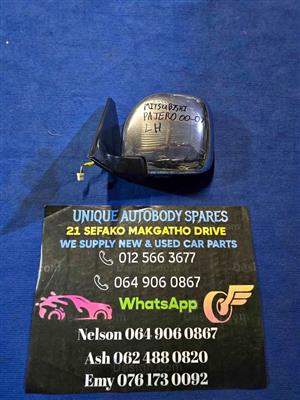 MITSUBISHI
PAJERO 00-0
LH
UNIQUE AUTOBODY SPARES
21 SEFAKO MAKGATHO DRIVE
WE SUPPLY NEW & USED CAR PARTS
012 566 3677
064 906 0867
WhatsApp
Nelson 064 906 0867
Ash 062 488 0820
Emy 076 173 0092